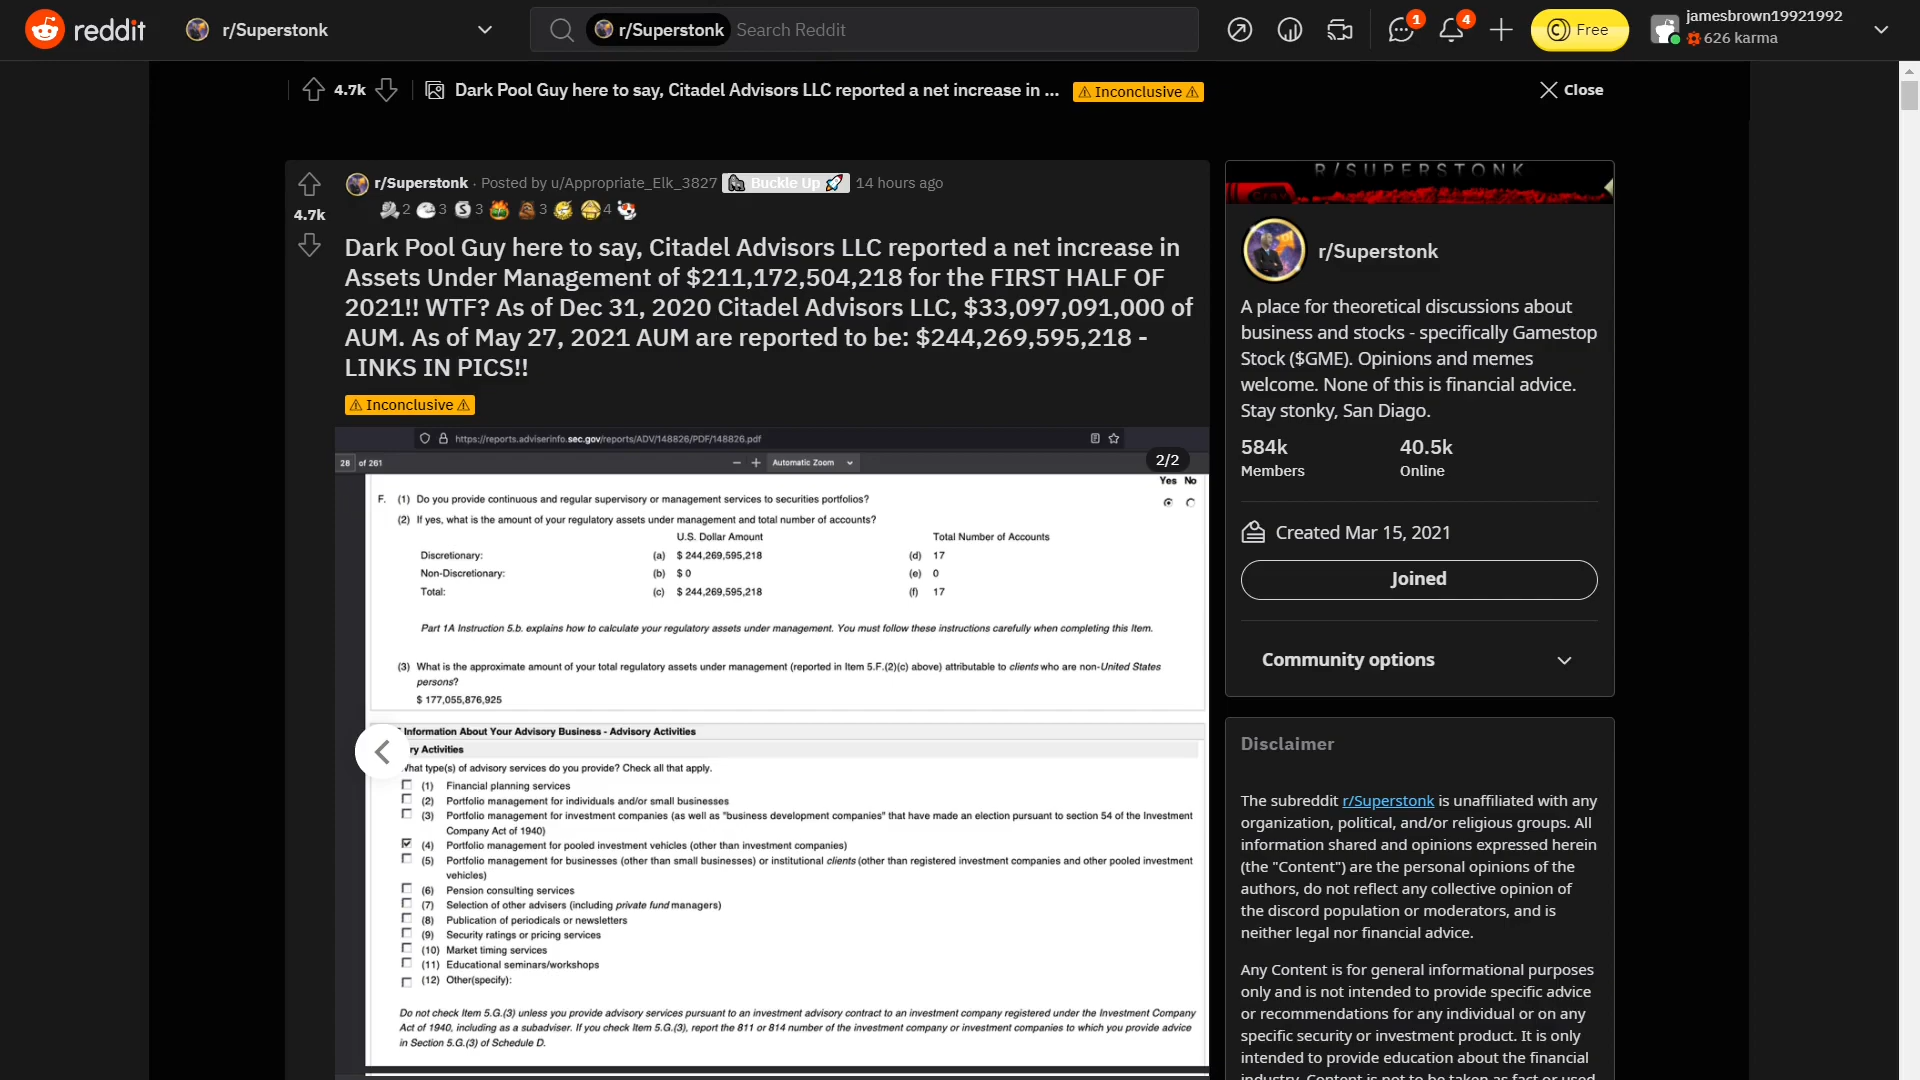 reddit
r/Superstonk
r/Superstonk Search Reddit
1
4
Free
jamesbrown19921992
626 karma
4.7k
Dark Pool Guy here to say, Citadel Advisors LLC reported a net increase in ...
⚠ Inconclusive ⚠
Close
r/Superstonk · Posted by u/Appropriate_Elk_3827 Buckle Up 🚀 14 hours ago
2 3 3 3 4
4.7k
Dark Pool Guy here to say, Citadel Advisors LLC reported a net increase in
Assets Under Management of $211,172,504,218 for the FIRST HALF OF
2021!! WTF? As of Dec 31, 2020 Citadel Advisors LLC, $33,097,091,000 of
AUM. As of May 27, 2021 AUM are reported to be: $244,269,595,218 -
LINKS IN PICS!!
⚠ Inconclusive ⚠
https://reports.adviserinfo.sec.gov/reports/ADV/148826/PDF/148826.pdf
28 of 261
Automatic Zoom
2/2
Yes No
F. (1) Do you provide continuous and regular supervisory or management services to securities portfolios?
(2) If yes, what is the amount of your regulatory assets under management and total number of accounts?
U.S. Dollar Amount Total Number of Accounts
Discretionary: (a) $ 244,269,595,218 (d) 17
Non-Discretionary: (b) $ 0 (e) 0
Total: (c) $ 244,269,595,218 (f) 17
Part 1A Instruction 5.b. explains how to calculate your regulatory assets under management. You must follow these instructions carefully when completing this Item.
(3) What is the approximate amount of your total regulatory assets under management (reported in Item 5.F.(2)(c) above) attributable to clients who are non-United States
persons?
$ 177,055,876,925
Information About Your Advisory Business - Advisory Activities
ry Activities
What type(s) of advisory services do you provide? Check all that apply.
(1) Financial planning services
(2) Portfolio management for individuals and/or small businesses
(3) Portfolio management for investment companies (as well as "business development companies" that have made an election pursuant to section 54 of the Investment
Company Act of 1940)
(4) Portfolio management for pooled investment vehicles (other than investment companies)
(5) Portfolio management for businesses (other than small businesses) or institutional clients (other than registered investment companies and other pooled investment
vehicles)
(6) Pension consulting services
(7) Selection of other advisers (including private fund managers)
(8) Publication of periodicals or newsletters
(9) Security ratings or pricing services
(10) Market timing services
(11) Educational seminars/workshops
(12) Other(specify):
Do not check Item 5.G.(3) unless you provide advisory services pursuant to an investment advisory contract to an investment company registered under the Investment Company
Act of 1940, including as a subadviser. If you check Item 5.G.(3), report the 811 or 814 number of the investment company or investment companies to which you provide advice
in Section 5.G.(3) of Schedule D.
R/SUPERSTONK
r/Superstonk
A place for theoretical discussions about
business and stocks - specifically Gamestop
Stock ($GME). Opinions and memes
welcome. None of this is financial advice.
Stay stonky, San Diago.
584k 40.5k
Members Online
Created Mar 15, 2021
Joined
Community options
Disclaimer
The subreddit r/Superstonk is unaffiliated with any
organization, political, and/or religious groups. All
information shared and opinions expressed herein
(the "Content") are the personal opinions of the
authors, do not reflect any collective opinion of
the discord population or moderators, and is
neither legal nor financial advice.
Any Content is for general informational purposes
only and is not intended to provide specific advice
or recommendations for any individual or on any
specific security or investment product. It is only
intended to provide education about the financial
industry. Content is not to be taken as fact or used